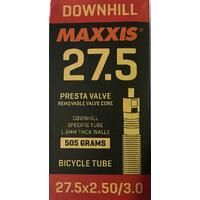 DOWNHILL
MAXXIS
27.5
PRESTA VALVE
REMOVABLE VALVE CORE
DOWNHILL
SPECIFIC TUBE
1.5MM THICK WALLS
505 GRAMS
BICYCLE TUBE
27.5x2.50/3.0